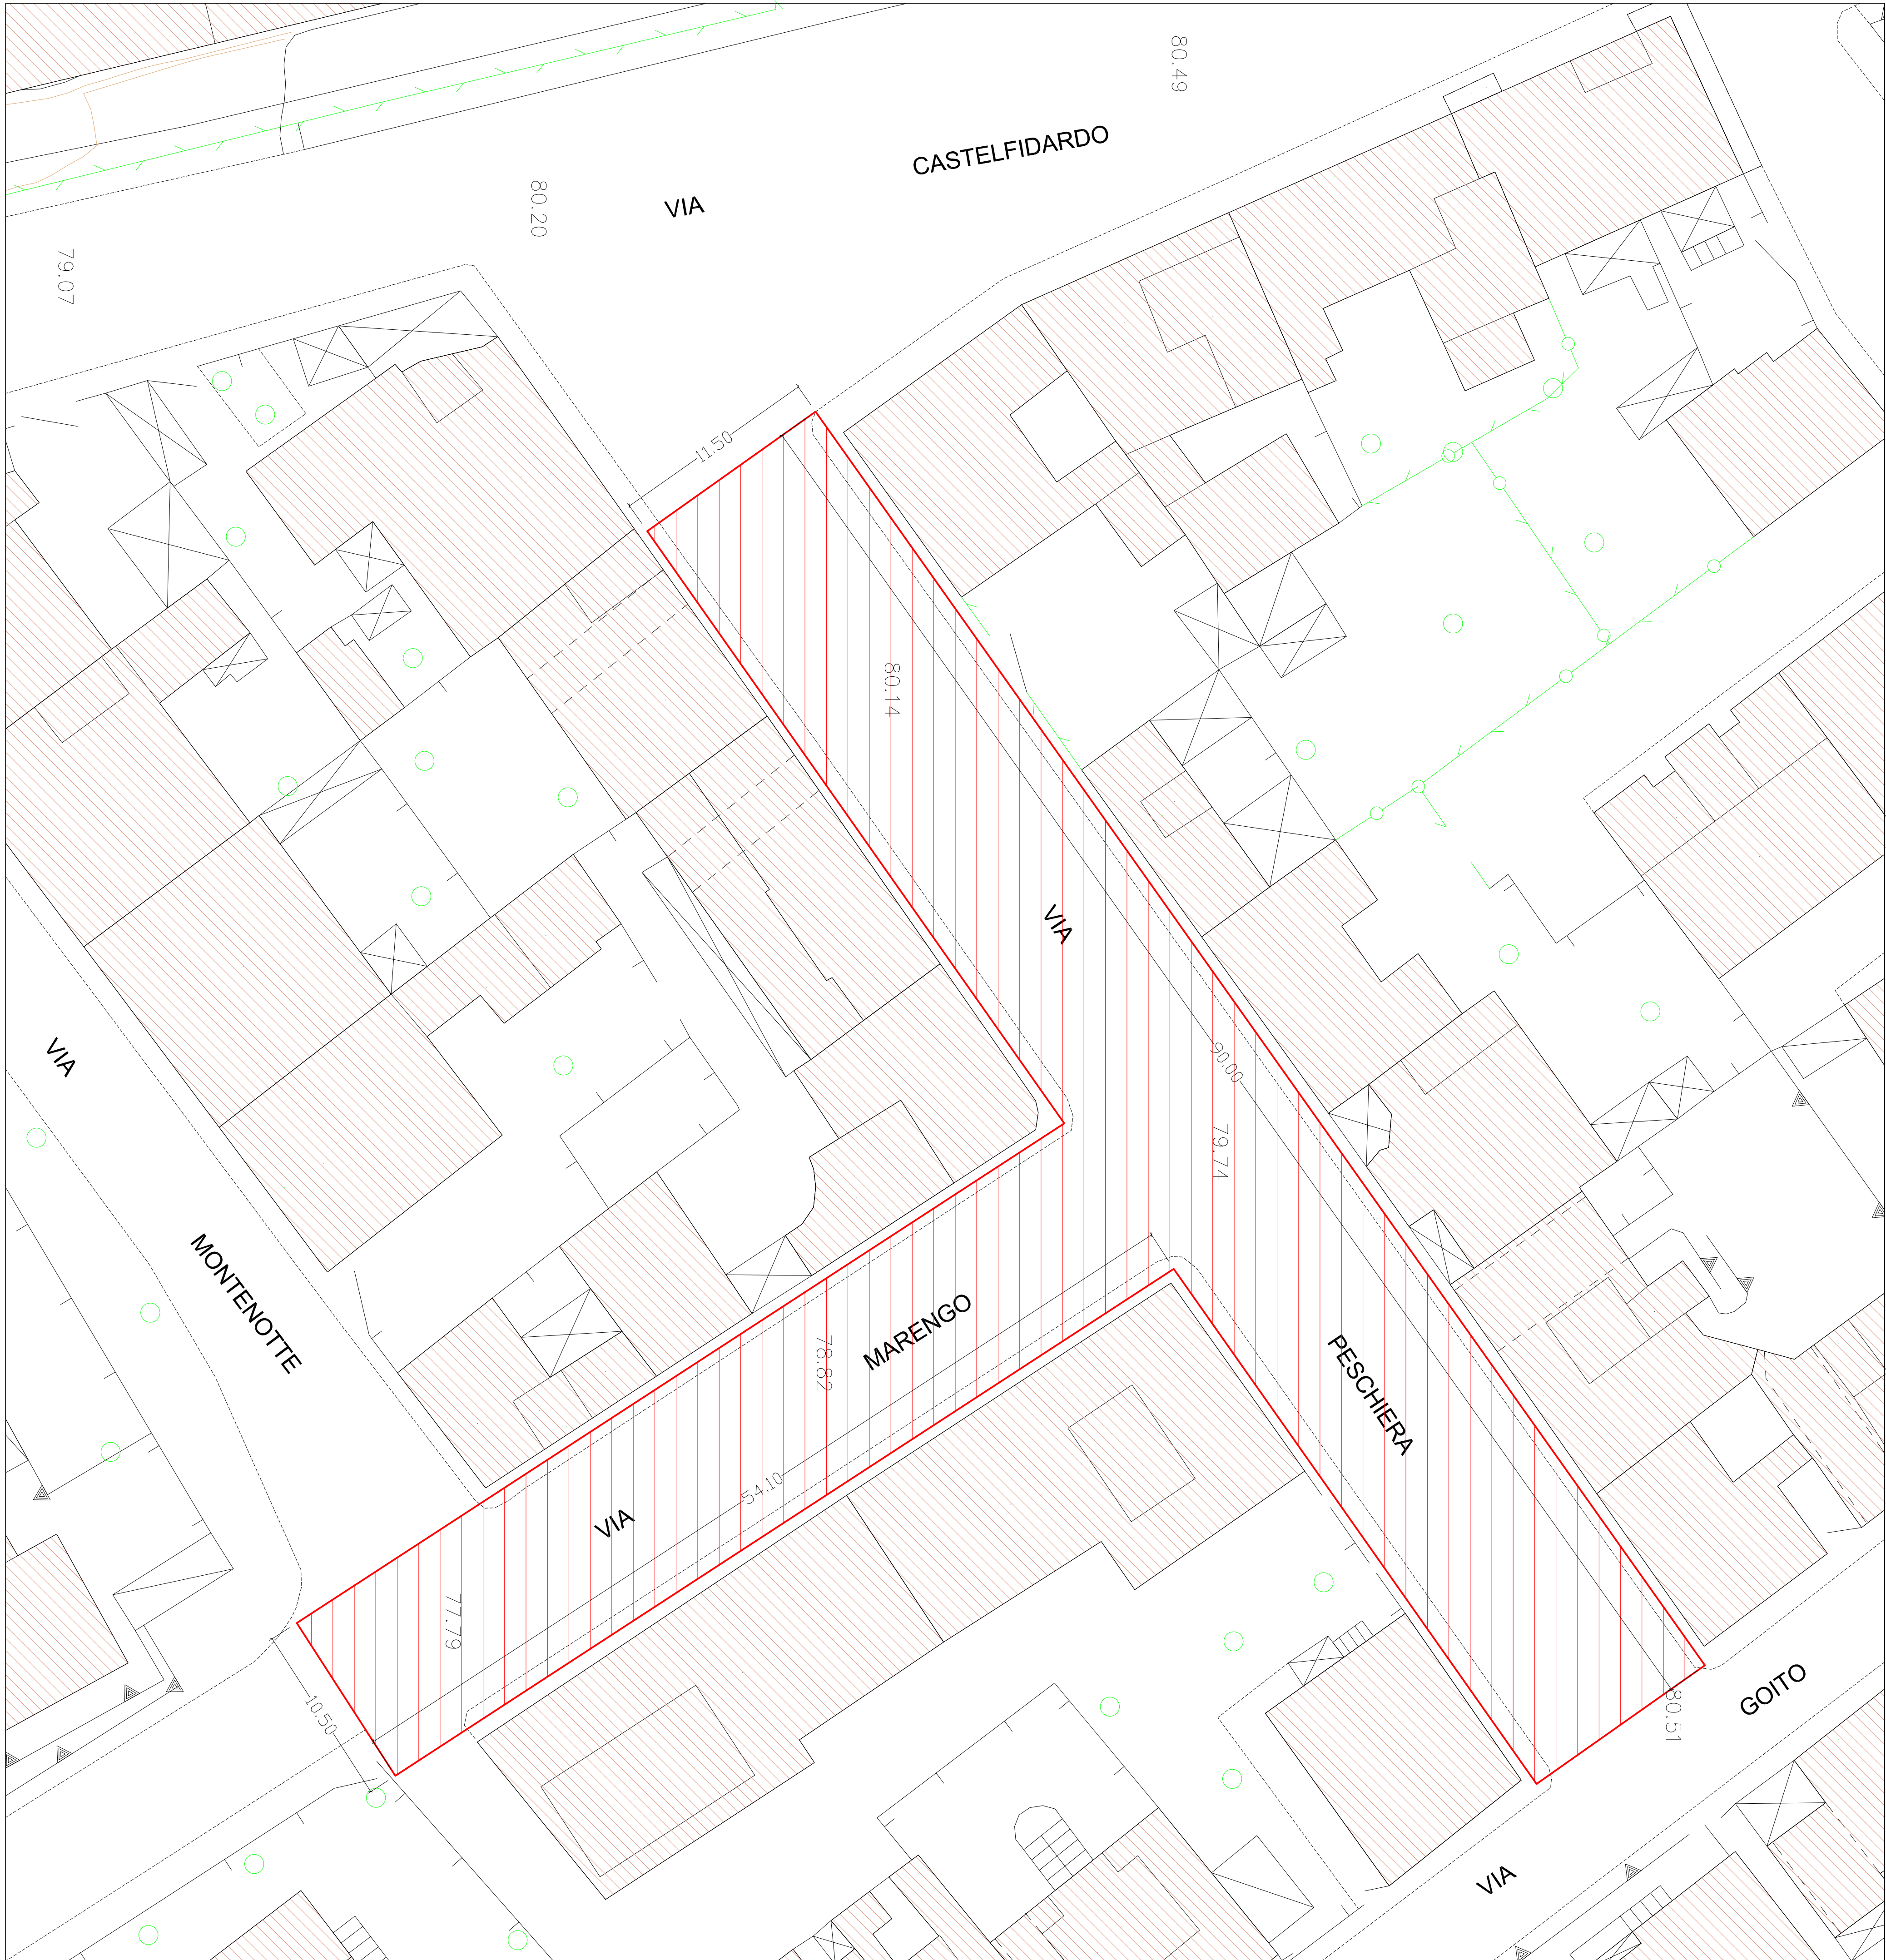 80.49
CASTELFIDARDO
VIA
80.20
79.07
11.50
80.14
VIA
90.00
79.74
VIA
MONTENOTTE
MARENGO
78.82
PESCHIERA
54.10
VIA
77.79
10.50
80.51
GOITO
VIA